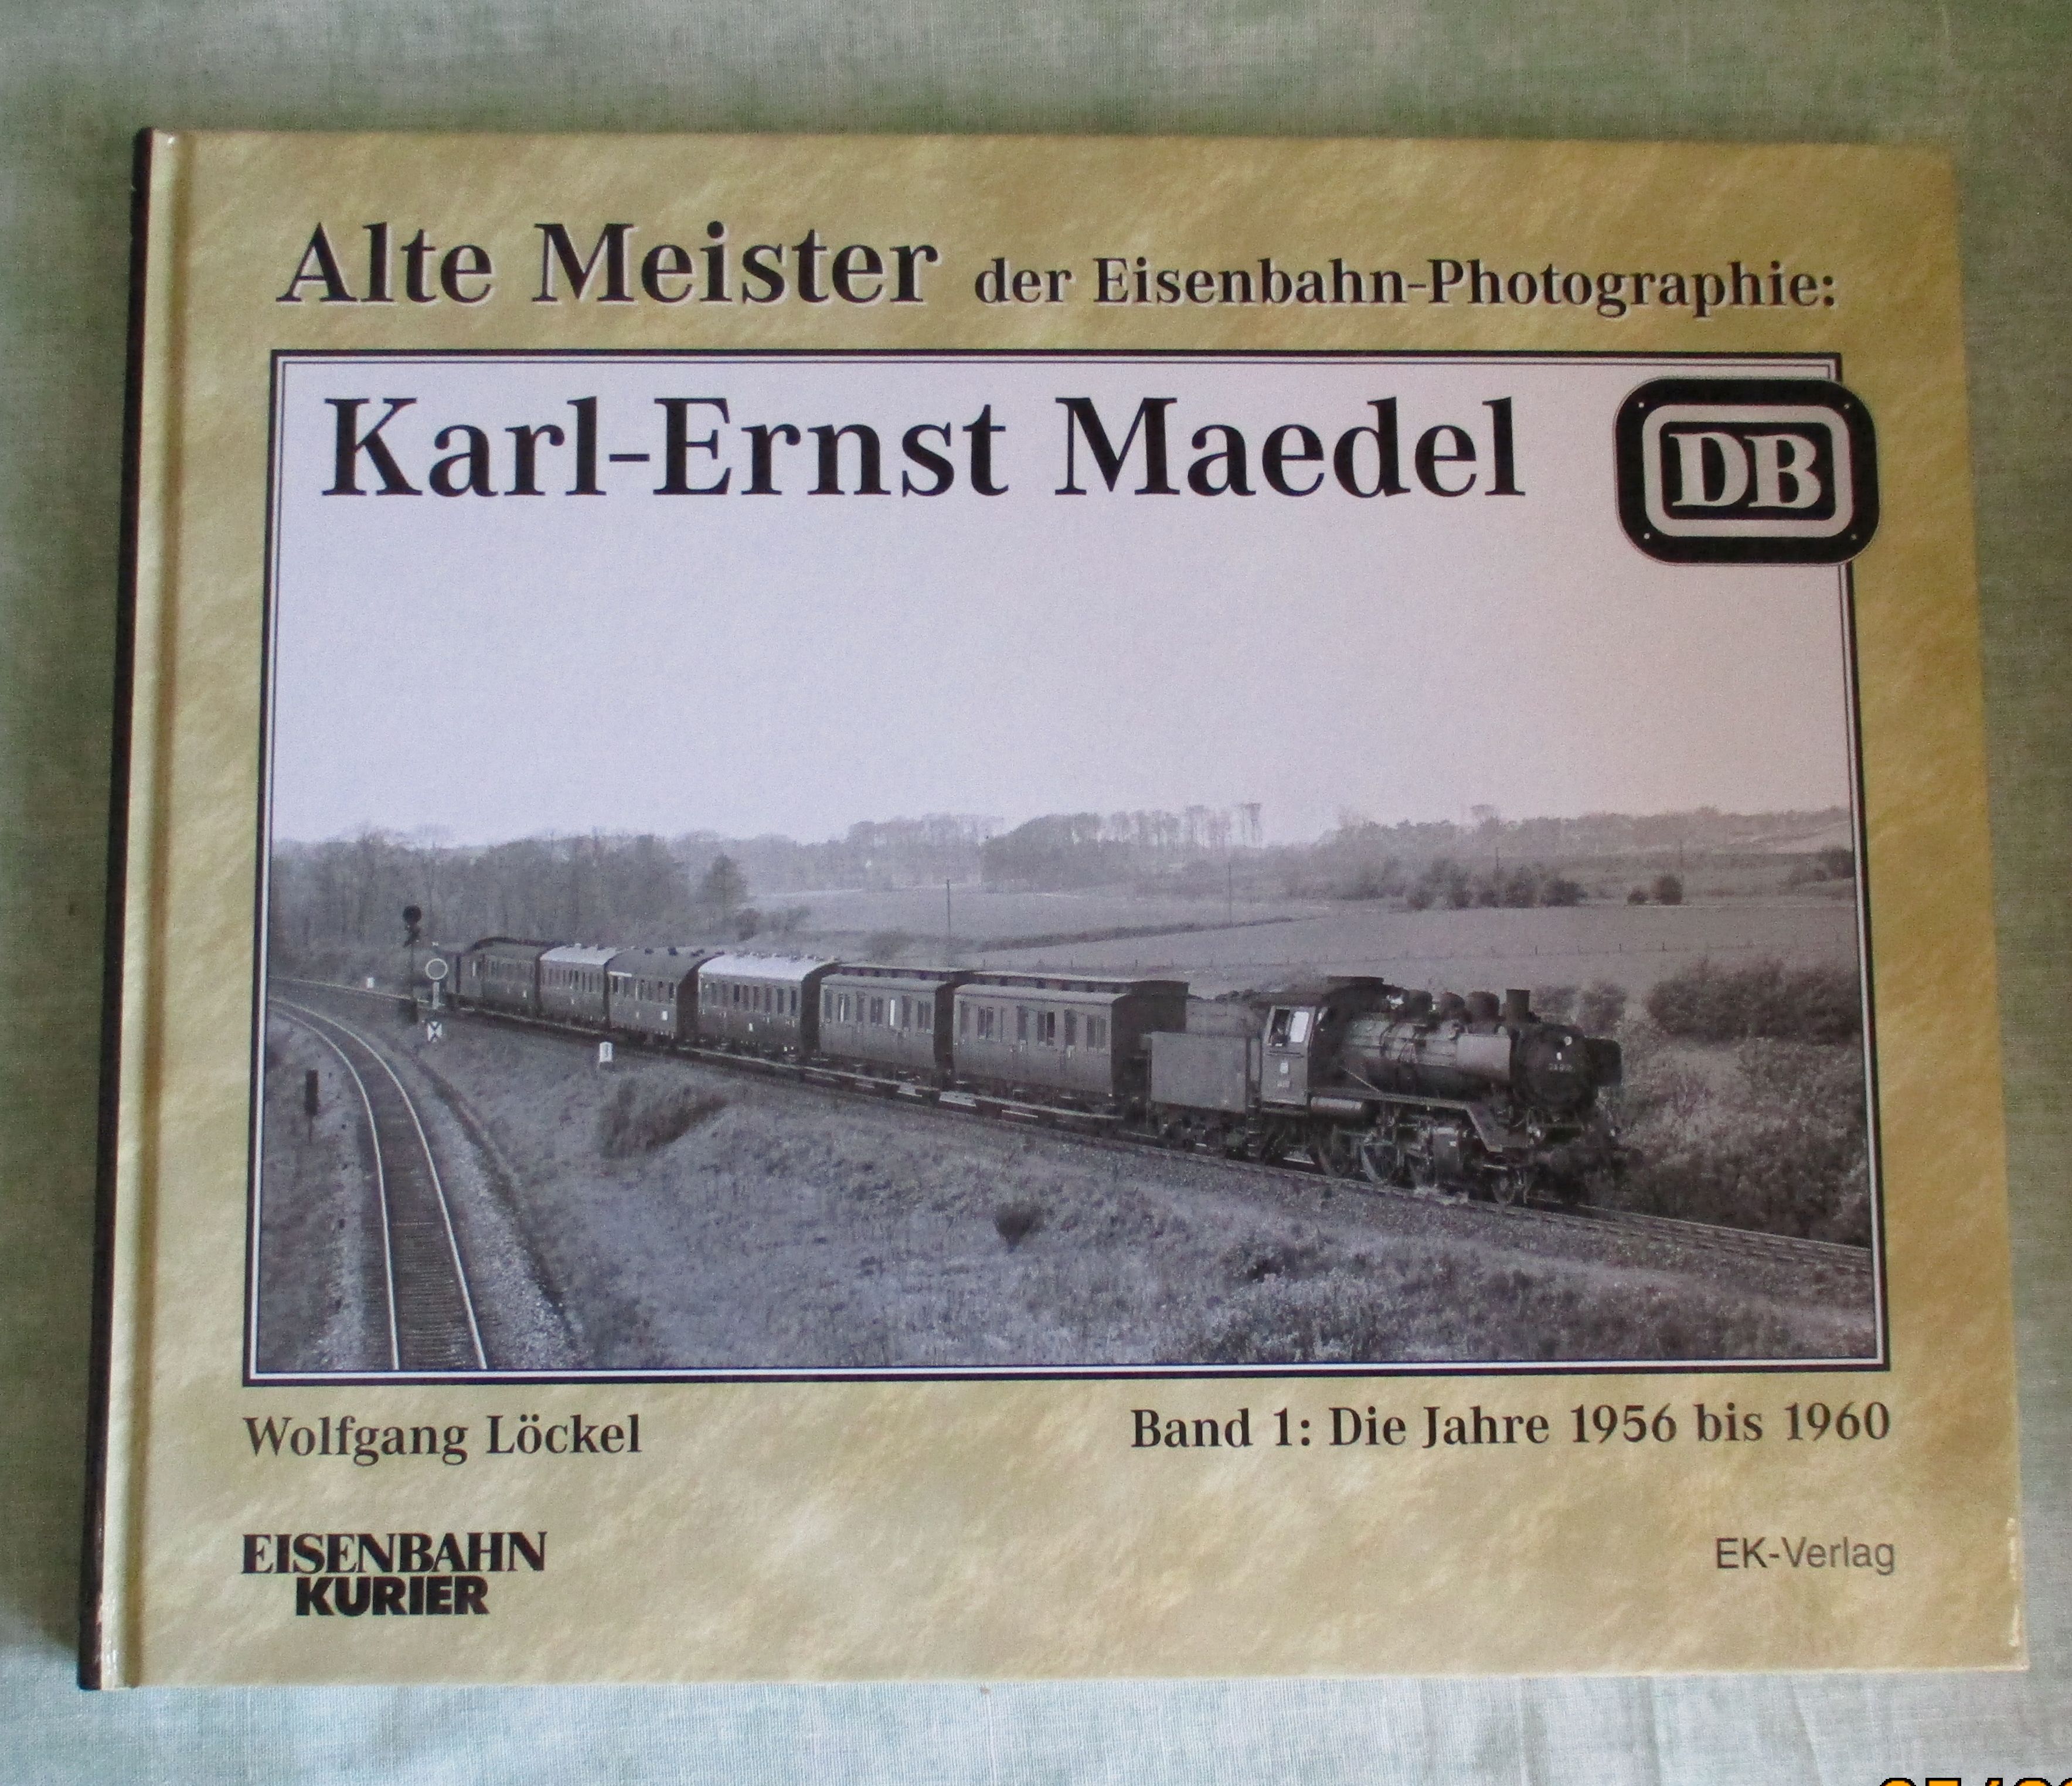 Alte Meister der Eisenbahn-Photographie:
Karl-Ernst Maedel
DB
Wolfgang Löckel
Band 1: Die Jahre 1956 bis 1960
EISENBAHN
KURIER
EK-Verlag